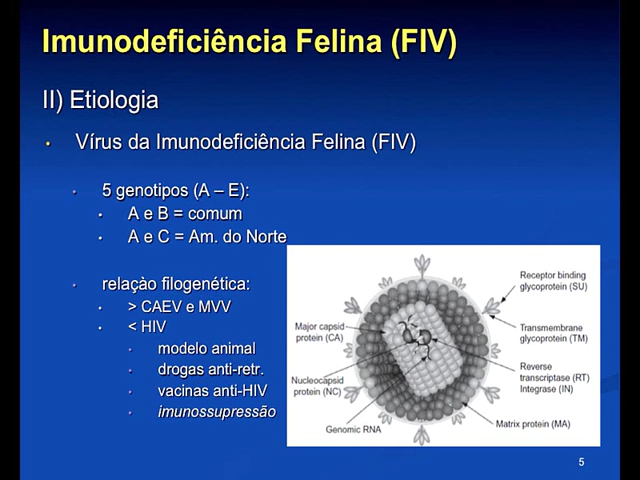 Imunodeficiência Felina (FIV)
II) Etiologia
• Vírus da Imunodeficiência Felina (FIV)
• 5 genotipos (A – E):
• A e B = comum
• A e C = Am. do Norte
• relaçào filogenética:
• > CAEV e MVV
• < HIV
• modelo animal
• drogas anti-retr.
• vacinas anti-HIV
• imunossupressão
Receptor binding
glycoprotein (SU)
Major capsid
protein (CA)
Transmembrane
glycoprotein (TM)
Reverse
transcriptase (RT)
Integrase (IN)
Nucleocapsid
protein (NC)
Genomic RNA
Matrix protein (MA)
5